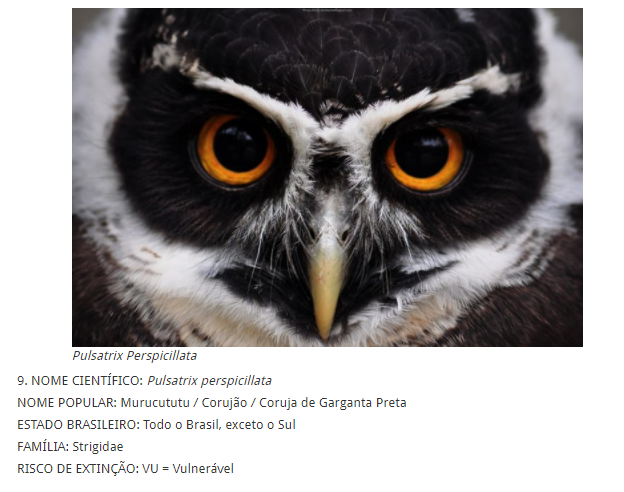 Pulsatrix Perspicillata
9. NOME CIENTÍFICO: Pulsatrix perspicillata
NOME POPULAR: Murucututu / Corujão / Coruja de Garganta Preta
ESTADO BRASILEIRO: Todo o Brasil, exceto o Sul
FAMÍLIA: Strigidae
RISCO DE EXTINÇÃO: VU = Vulnerável